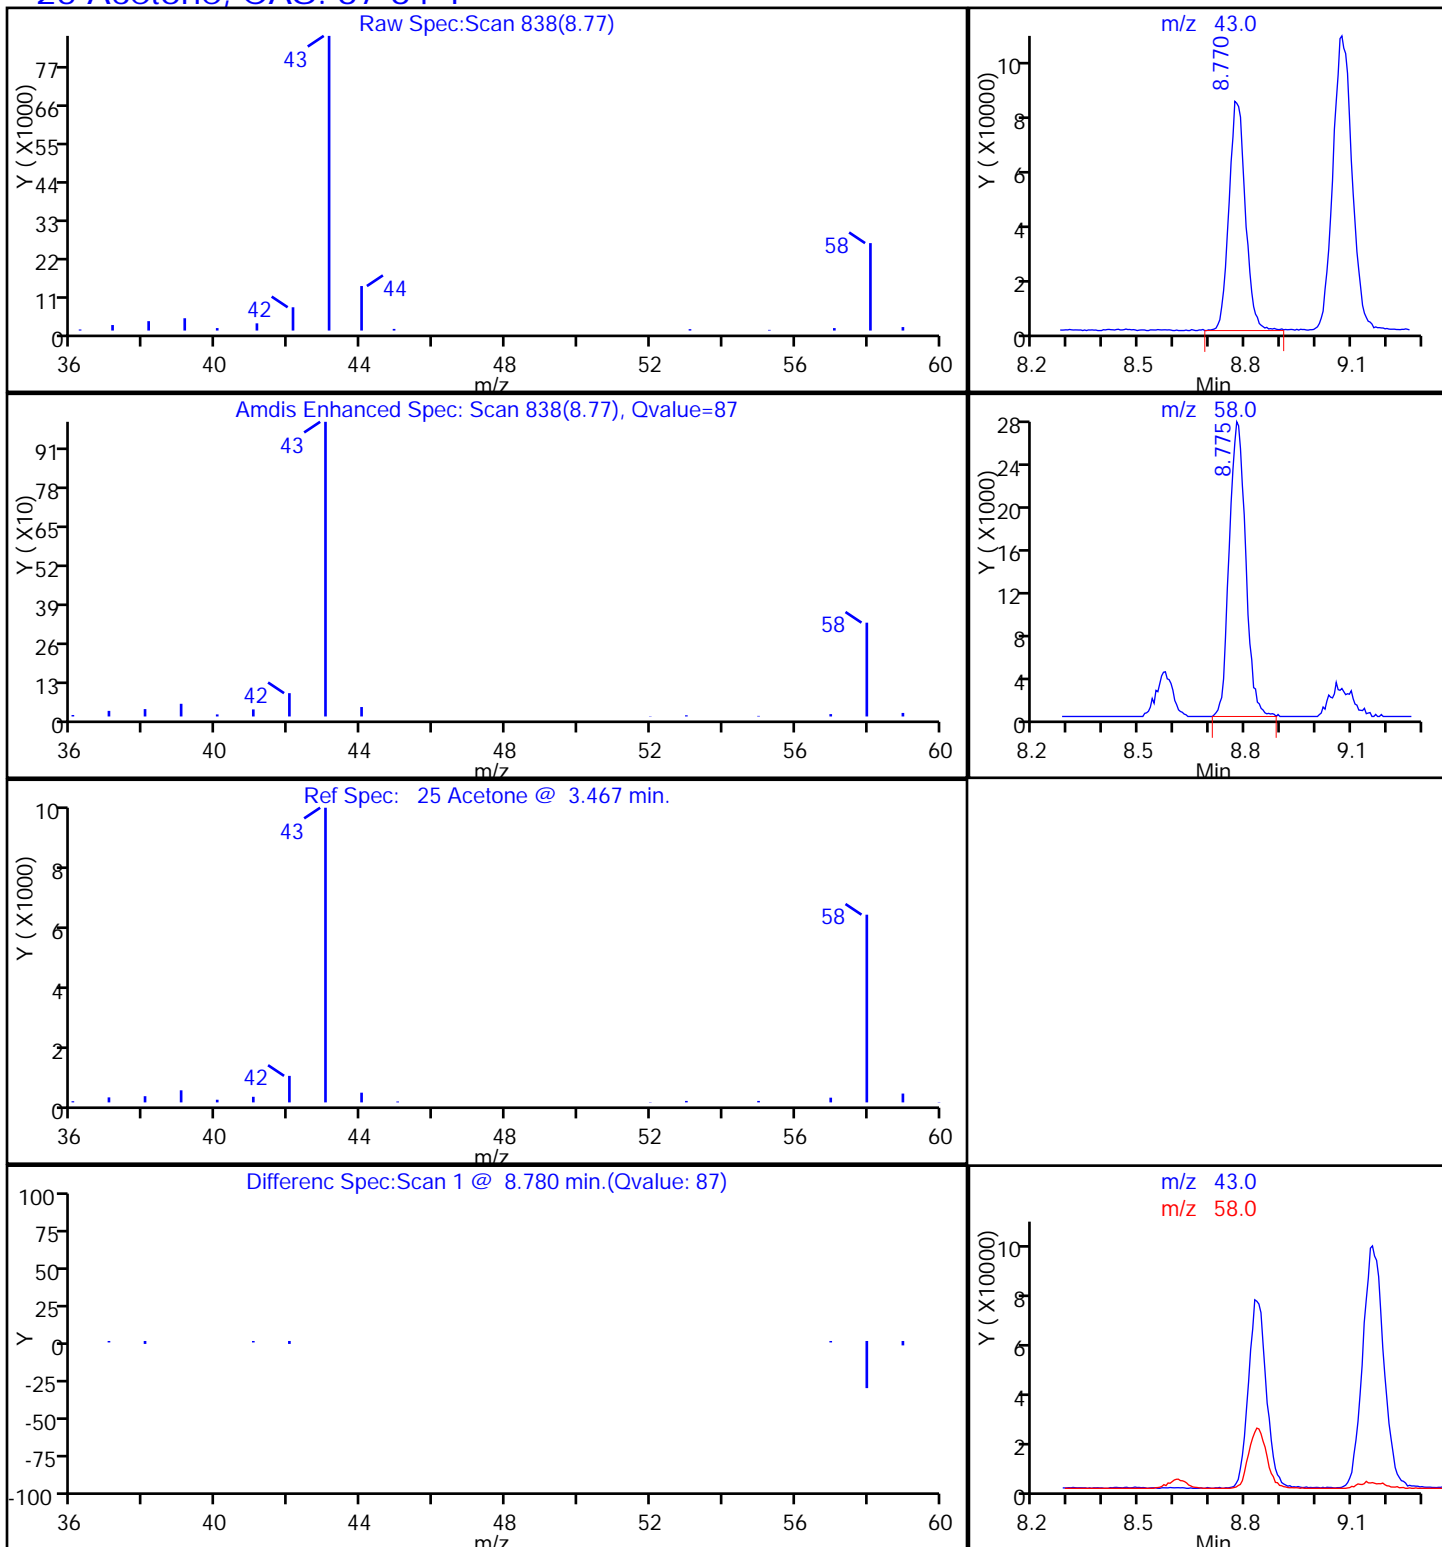 Raw Spec:Scan 838(8.77)
43
58
44
42
77
66
55
44
33
22
11
0
Y ( X1000)
36 40 44 48 52 56 60
m/z
m/z 43.0
8.770
10
8
6
4
2
0
Y ( X10000)
8.2 8.5 8.8 9.1
Min
Amdis Enhanced Spec: Scan 838(8.77), Qvalue=87
43
58
42
91
78
65
52
39
26
13
0
Y ( X10)
36 40 44 48 52 56 60
m/z
m/z 58.0
8.775
28
24
20
16
12
8
4
0
Y ( X1000)
8.2 8.5 8.8 9.1
Min
Ref Spec: 25 Acetone @ 3.467 min.
43
58
42
10
8
6
4
2
0
Y ( X1000)
36 40 44 48 52 56 60
m/z
Differenc Spec:Scan 1 @ 8.780 min.(Qvalue: 87)
100
75
50
25
0
-25
-50
-75
-100
Y
36 40 44 48 52 56 60
m/z
m/z 43.0
m/z 58.0
10
8
6
4
2
0
Y ( X10000)
8.2 8.5 8.8 9.1
Min